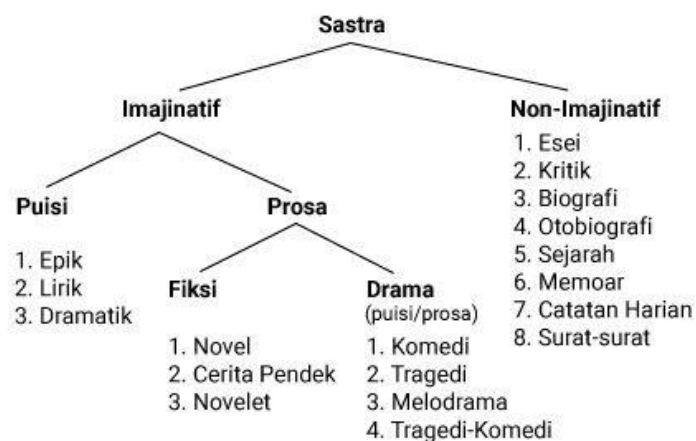 Sastra
Imajinatif
Non-Imajinatif
1. Esei
2. Kritik
3. Biografi
4. Otobiografi
5. Sejarah
6. Memoar
7. Catatan Harian
8. Surat-surat
Puisi
1. Epik
2. Lirik
3. Dramatik
Prosa
Fiksi
1. Novel
2. Cerita Pendek
3. Novelet
Drama
(puisi/prosa)
1. Komedi
2. Tragedi
3. Melodrama
4. Tragedi-Komedi